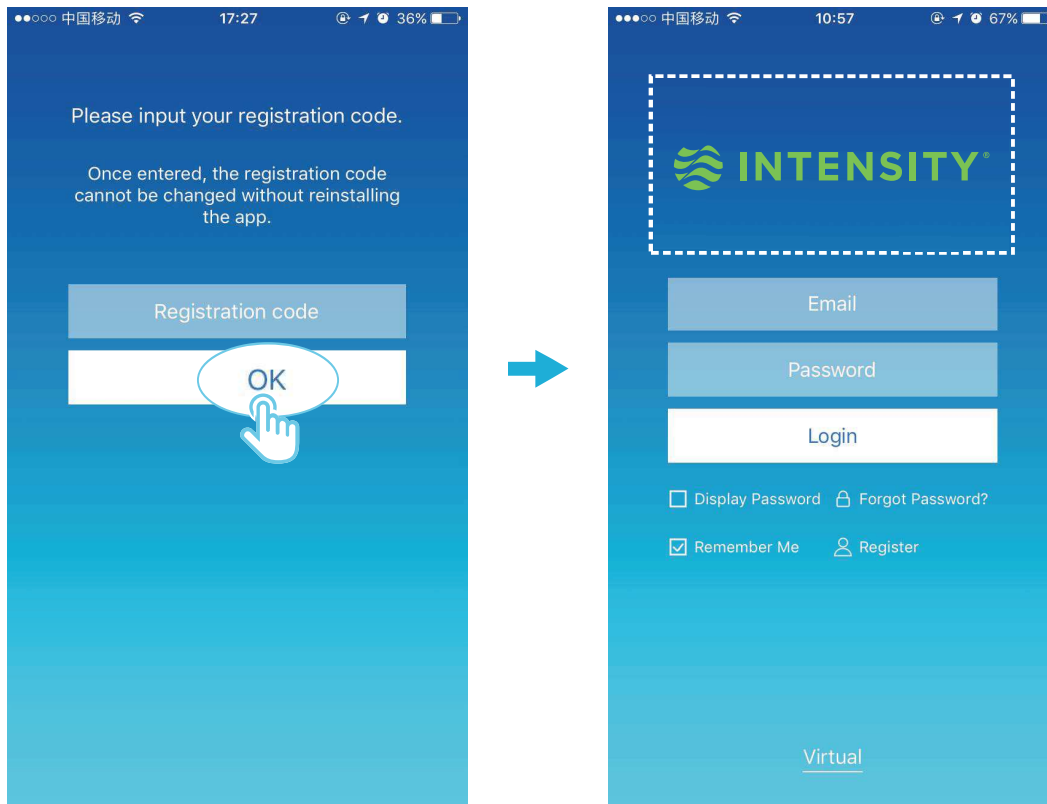 中国移动 17:27 36%
Please input your registration code.
Once entered, the registration code
cannot be changed without reinstalling
the app.
Registration code
OK
中国移动 10:57 67%
INTENSITY®
Email
Password
Login
Display Password Forgot Password?
Remember Me Register
Virtual